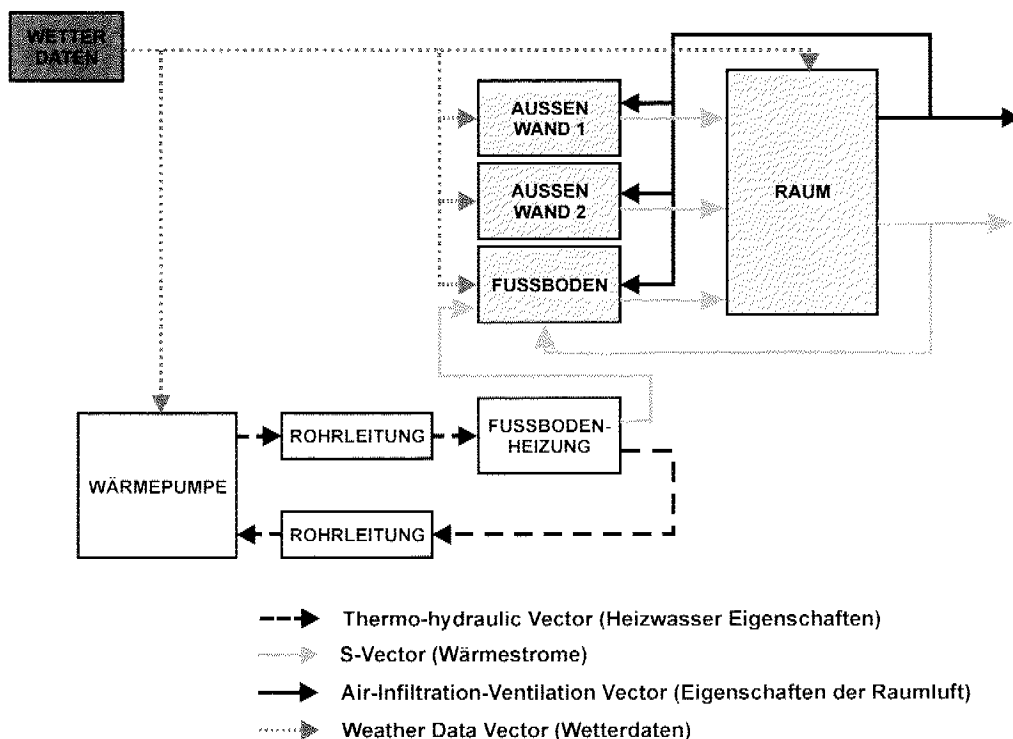 WETTER
DATEN
AUSSEN
WAND 1
AUSSEN
WAND 2
FUSSBODEN
RAUM
WÄRMEPUMPE
ROHRLEITUNG
FUSSBODEN-
HEIZUNG
ROHRLEITUNG
Thermo-hydraulic Vector (Heizwasser Eigenschaften)
S-Vector (Wärmestrome)
Air-Infiltration-Ventilation Vector (Eigenschaften der Raumluft)
Weather Data Vector (Wetterdaten)